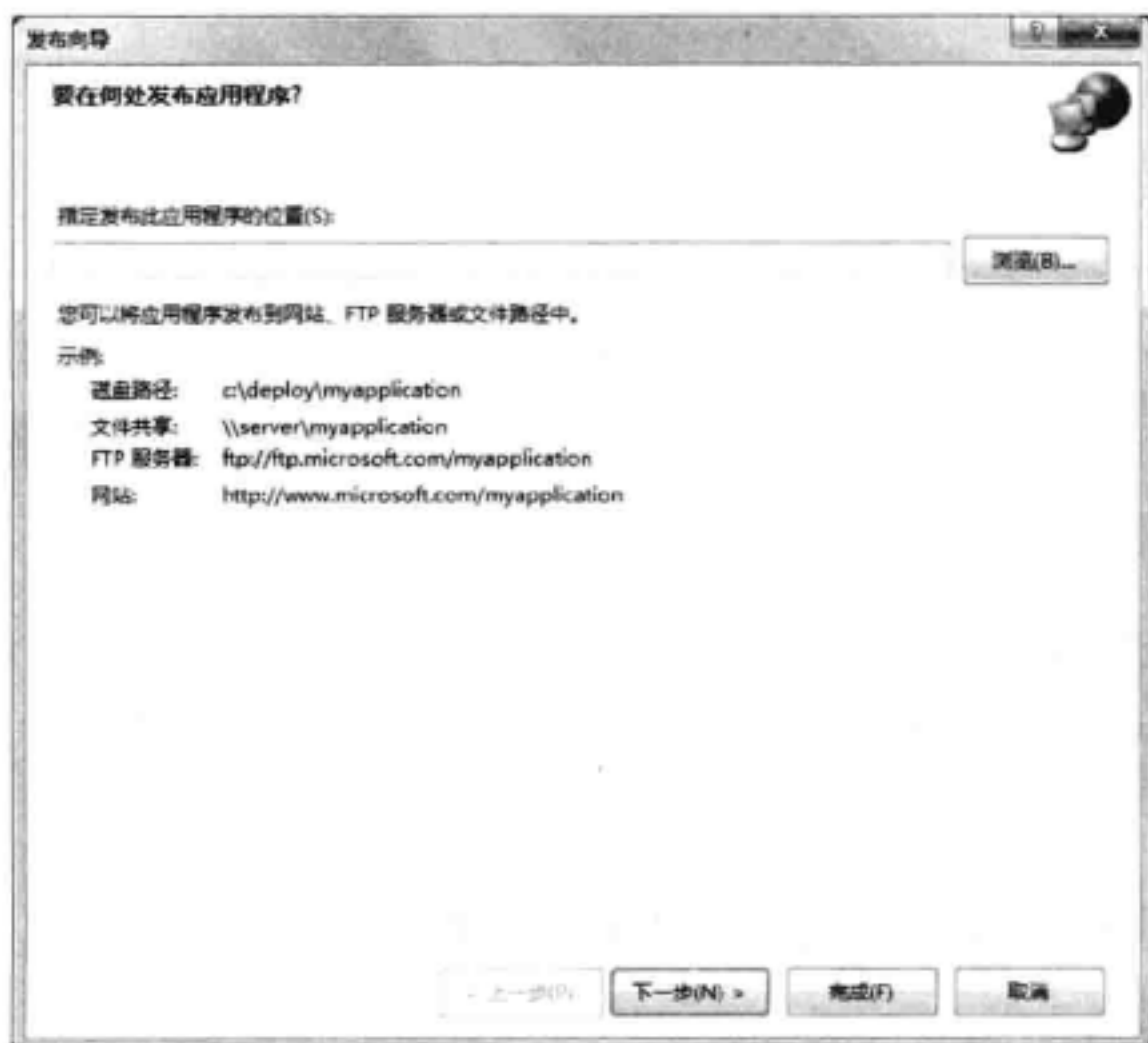 发布向导
要在何处发布应用程序?
指定发布此应用程序的位置(S):
浏览(B)...
您可以将应用程序发布到网站、FTP 服务器或文件路径中。
示例:
磁盘路径: c:\deploy\myapplication
文件共享: \\server\myapplication
FTP 服务器: ftp://ftp.microsoft.com/myapplication
网站: http://www.microsoft.com/myapplication
< 上一步(P) 下一步(N) > 完成(F) 取消